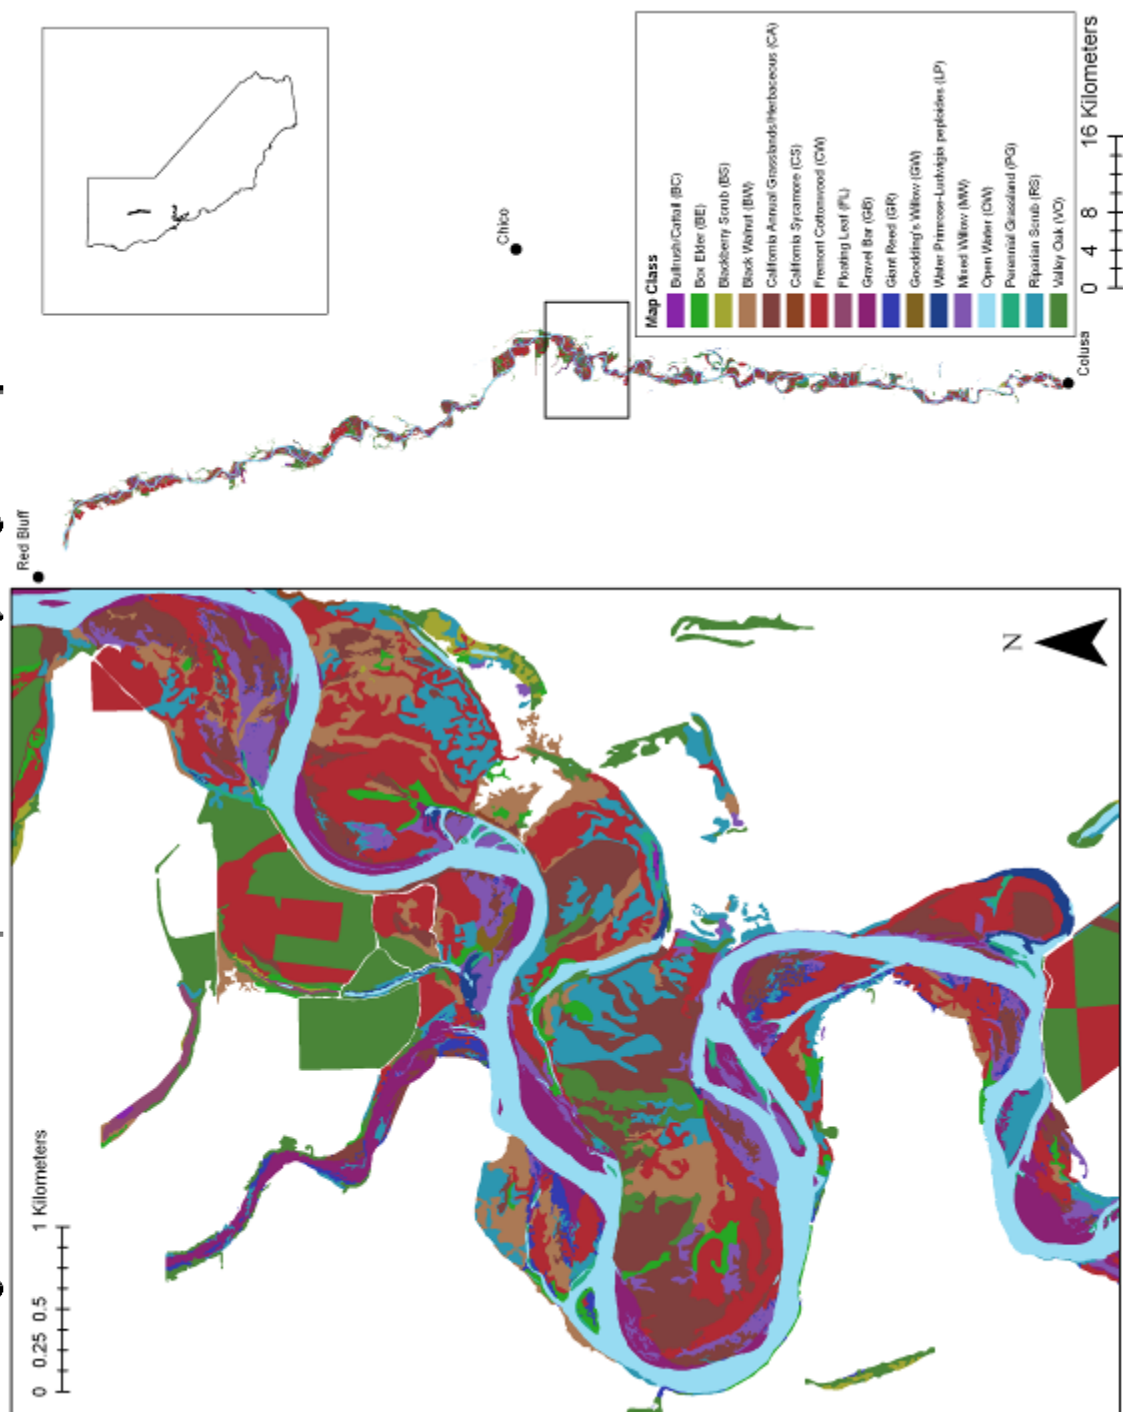 Red Bluff
Chico
Colusa
Map Class
Bullrush/Cattail (BC)
Box Elder (BE)
Blackberry Scrub (BS)
Black Walnut (BW)
California Annual Grasslands/Herbaceous (CA)
California Sycamore (CS)
Fremont Cottonwood (CW)
Floating Leaf (FL)
Gravel Bar (GB)
Giant Reed (GR)
Goodding's Willow (GW)
Water Primrose-Ludwigia peploides (LP)
Mixed Willow (MW)
Open Water (OW)
Perennial Grassland (PG)
Riparian Scrub (RS)
Valley Oak (VO)
0 4 8 16 Kilometers
N
0 0.25 0.5 1 Kilometers